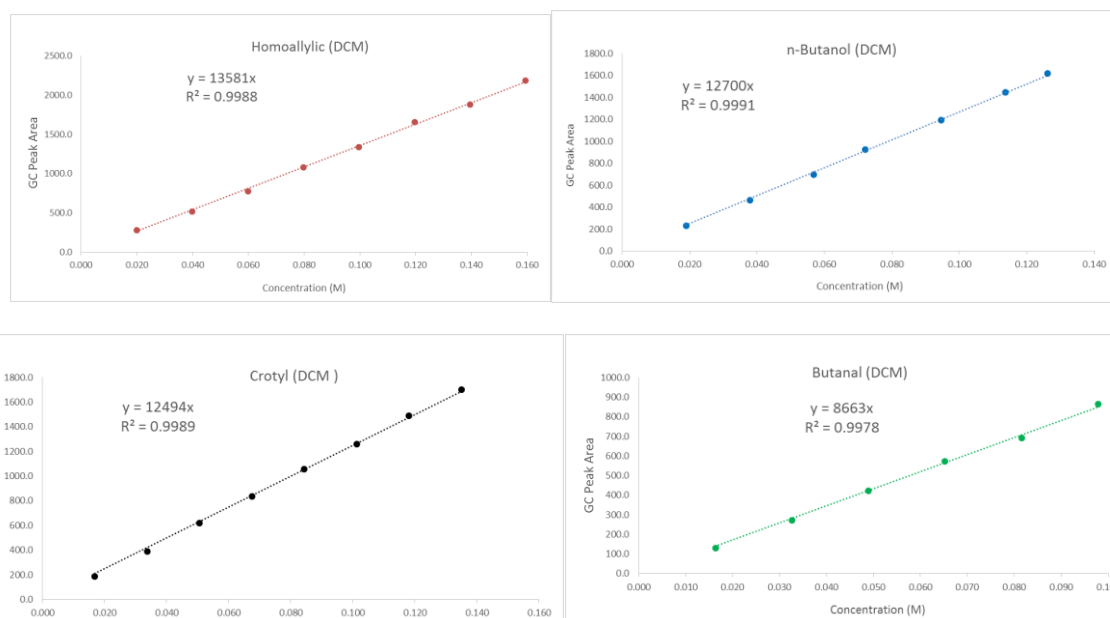 Homoallylic (DCM)
y = 13581x
R² = 0.9988
GC Peak Area
2500.0
2000.0
1500.0
1000.0
500.0
0.0
0.000 0.020 0.040 0.060 0.080 0.100 0.120 0.140 0.160
Concentration (M)
n-Butanol (DCM)
y = 12700x
R² = 0.9991
GC Peak Area
1800.0
1600.0
1400.0
1200.0
1000.0
800.0
600.0
400.0
200.0
0.0
0.000 0.020 0.040 0.060 0.080 0.100 0.120 0.140
Concentration (M)
Crotyl (DCM )
y = 12494x
R² = 0.9989
1800.0
1600.0
1400.0
1200.0
1000.0
800.0
600.0
400.0
200.0
0.0
0.000 0.020 0.040 0.060 0.080 0.100 0.120 0.140 0.160
Butanal (DCM)
y = 8663x
R² = 0.9978
GC Peak Area
1000.0
900.0
800.0
700.0
600.0
500.0
400.0
300.0
200.0
100.0
0.0
0.000 0.010 0.020 0.030 0.040 0.050 0.060 0.070 0.080 0.090
Concentration (M)